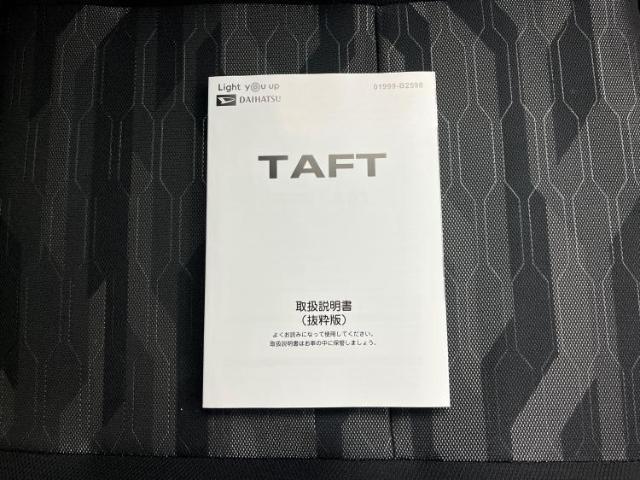 Light y@u up
DAIHATSU
01999-B2598
TAFT
取扱説明書
（抜粋版）
よくお読みになって使用してください。
取扱説明書はお車の中に保管しましょう。